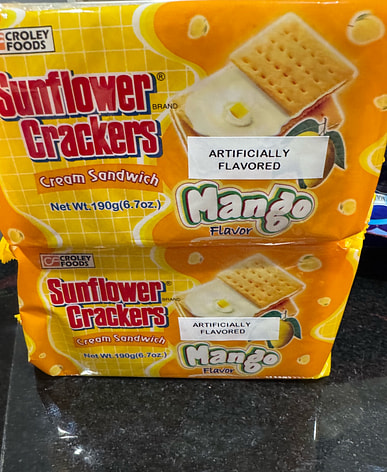 CROLEY
FOODS
Sunflower®
BRAND
Crackers
Cream Sandwich
Net Wt. 190g(6.7oz.)
ARTIFICIALLY
FLAVORED
Mango
Flavor
CROLEY
FOODS
Sunflower®
BRAND
Crackers
Cream Sandwich
Net Wt. 190g(6.7oz.)
ARTIFICIALLY
FLAVORED
Mango
Flavor